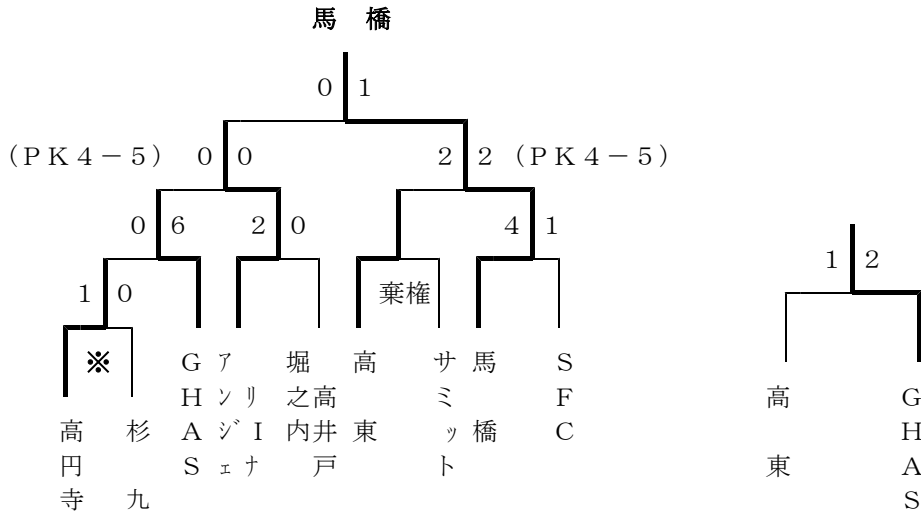 馬　橋
0 1
(PK4－5) 0 0
2 2 (PK4－5)
0 6
2 0
4 1
1 2
1 0
棄権
※
高円寺
杉九
GHAS
ｱﾝｼﾞｪ
ﾘIﾅ
堀之内
高井戸
高東
サミット
馬橋
SFC
高東
GHAS